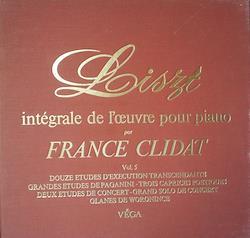 Liszt
intégrale de l'œuvre pour piano
par
FRANCE CLIDAT
Vol. 5
DOUZE ETUDES D'EXECUTION TRANSCENDANTE
GRANDES ETUDES DE PAGANINI - TROIS CAPRICES POETIQUES
DEUX ETUDES DE CONCERT - GRAND SOLO DE CONCERT
GLANES DE WORONINCE
VÉGA